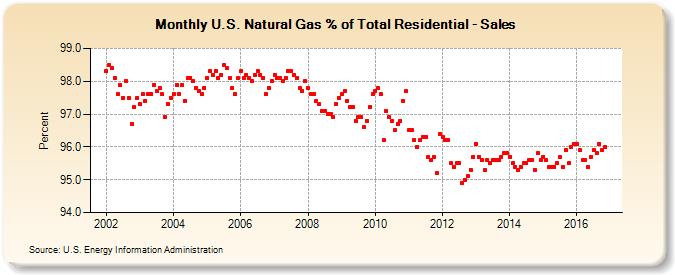 Monthly U.S. Natural Gas % of Total Residential - Sales
Percent
99.0
98.0
97.0
96.0
95.0
94.0
2002 2004 2006 2008 2010 2012 2014 2016
Source: U.S. Energy Information Administration